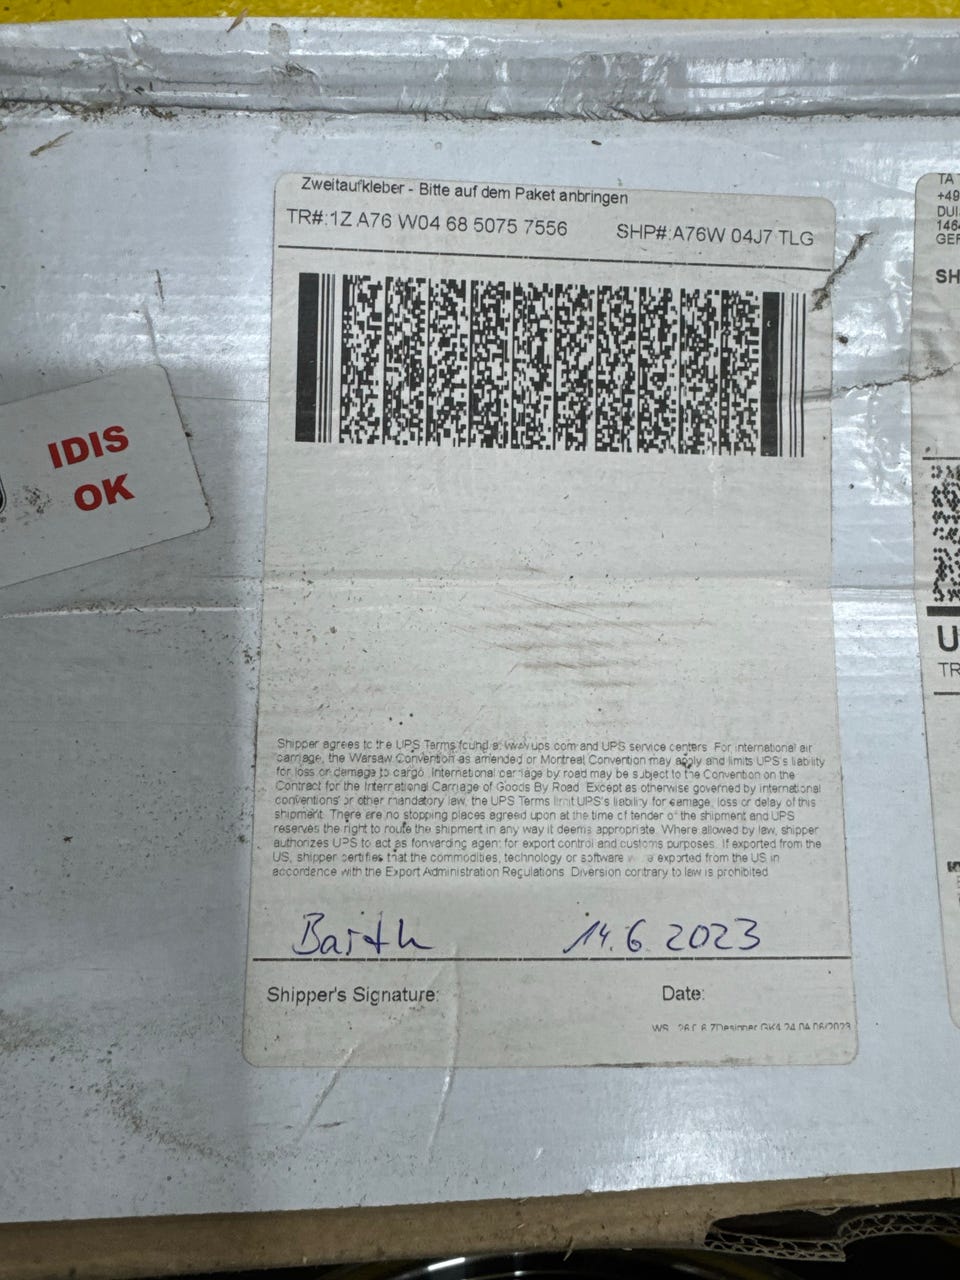 Zweitaufkleber - Bitte auf dem Paket anbringen
TR#:1Z A76 W04 68 5075 7556 SHP#:A76W 04J7 TLG
IDIS
OK
Shipper agrees to the UPS Terms found at www.ups.com and UPS service centers. For international air
carriage, the Warsaw Convention as amended or Montreal Convention may apply and limits UPS's liability
for loss or damage to cargo. International carriage by road may be subject to the Convention on the
Contract for the International Carriage of Goods By Road. Except as otherwise governed by international
conventions or other mandatory law, the UPS Terms limit UPS's liability for damage, loss or delay of this
shipment. There are no stopping places agreed upon at the time of tender of the shipment and UPS
reserves the right to route the shipment in any way it deems appropriate. Where allowed by law, shipper
authorizes UPS to act as forwarding agent for export control and customs purposes. If exported from the
US, shipper certifies that the commodities, technology or software e exported from the US in
accordance with the Export Administration Regulations. Diversion contrary to law is prohibited
Barth 14.6 2023
Shipper's Signature: Date:
06/2023
TA
+49
DUI
146
GER
SH
U
TR